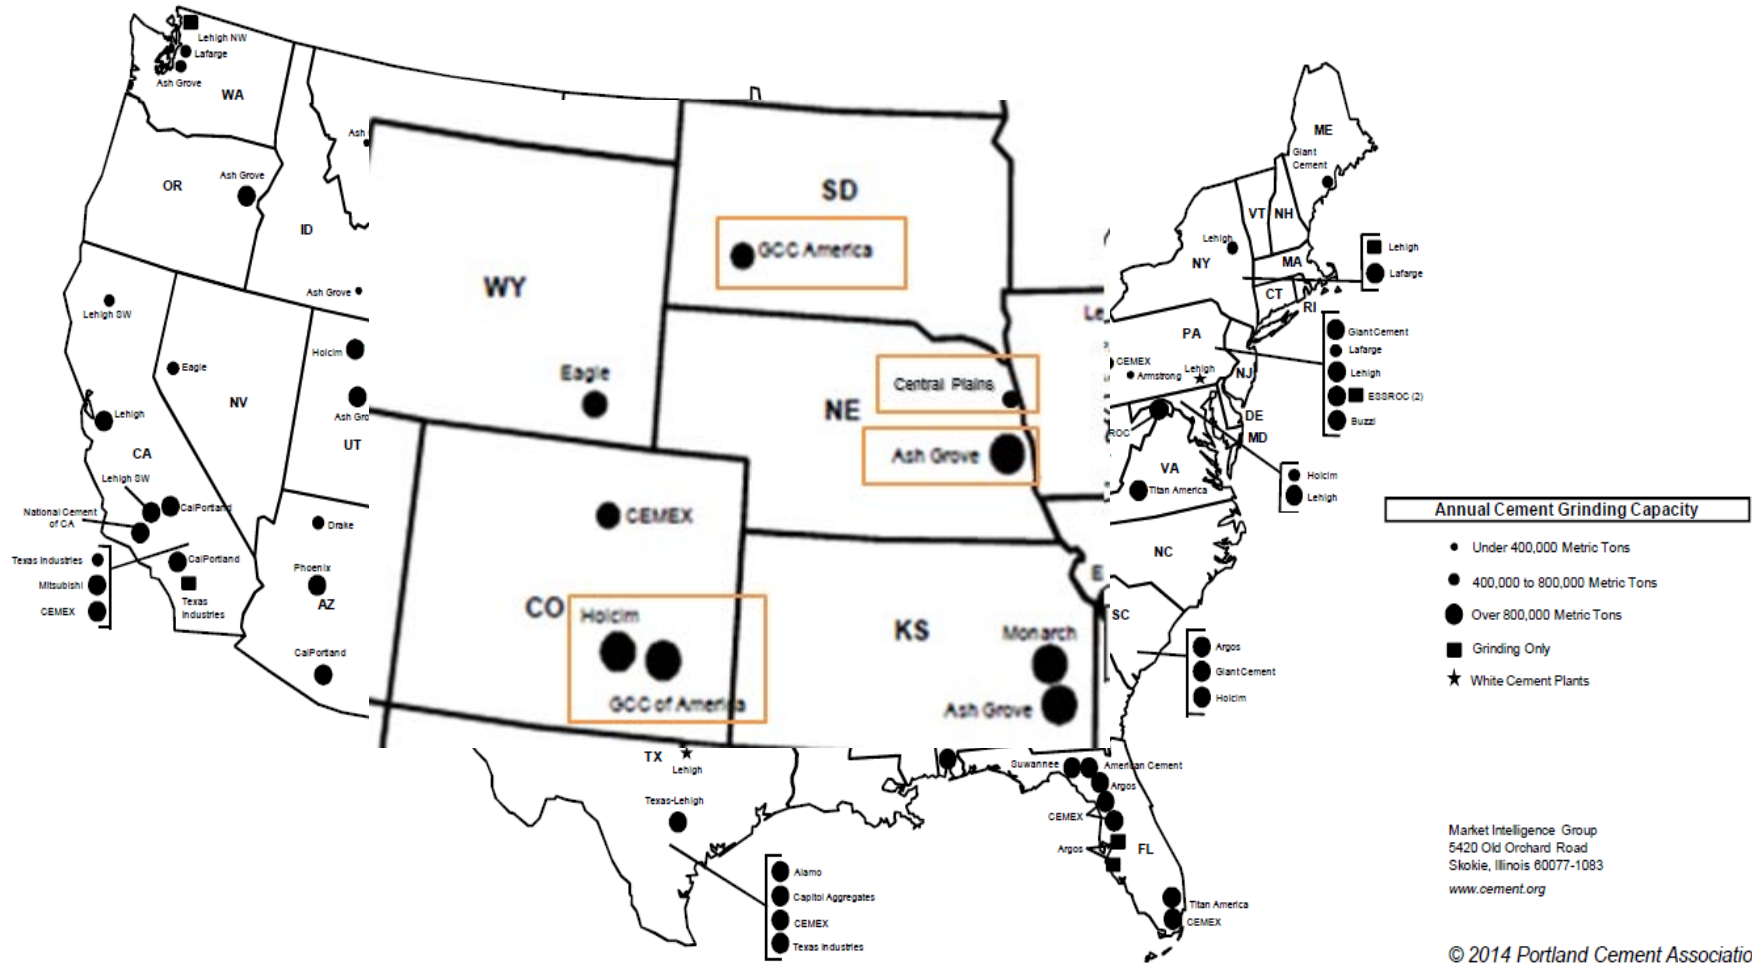 Lehigh NW
Lafarge
Ash Grove
WA
Ash Grove
OR
ID
Ash Grove
Lehigh SW
Holcim
Eagle
NV
Lehigh
UT
CA
Lehigh SW
CalPortland
National Cement
of CA
Drake
CalPortland
Texas Industries
Mitsubishi
CEMEX
Texas
Industries
Phoenix
AZ
CalPortland
SD
GCC America
WY
Eagle
Central Plains
NE
Ash Grove
CEMEX
CO
Holcim
GCC of America
KS
Monarch
Ash Grove
ME
Giant
Cement
VT
NH
Lehigh
NY
MA
CT
RI
Lehigh
Lafarge
PA
CEMEX
Armstrong
Lehigh
NJ
Giant Cement
Lafarge
Lehigh
ESSROC (2)
Buzzi
DE
MD
VA
Titan America
Holcim
Lehigh
NC
SC
Argos
Giant Cement
Holcim
TX
Lehigh
Texas-Lehigh
Alamo
Capitol Aggregates
CEMEX
Texas Industries
Suwannee
American Cement
Argos
CEMEX
Argos
FL
Titan America
CEMEX
Annual Cement Grinding Capacity
Under 400,000 Metric Tons
400,000 to 800,000 Metric Tons
Over 800,000 Metric Tons
Grinding Only
White Cement Plants
Market Intelligence Group
5420 Old Orchard Road
Skokie, Illinois 60077-1083
www.cement.org
© 2014 Portland Cement Associatio